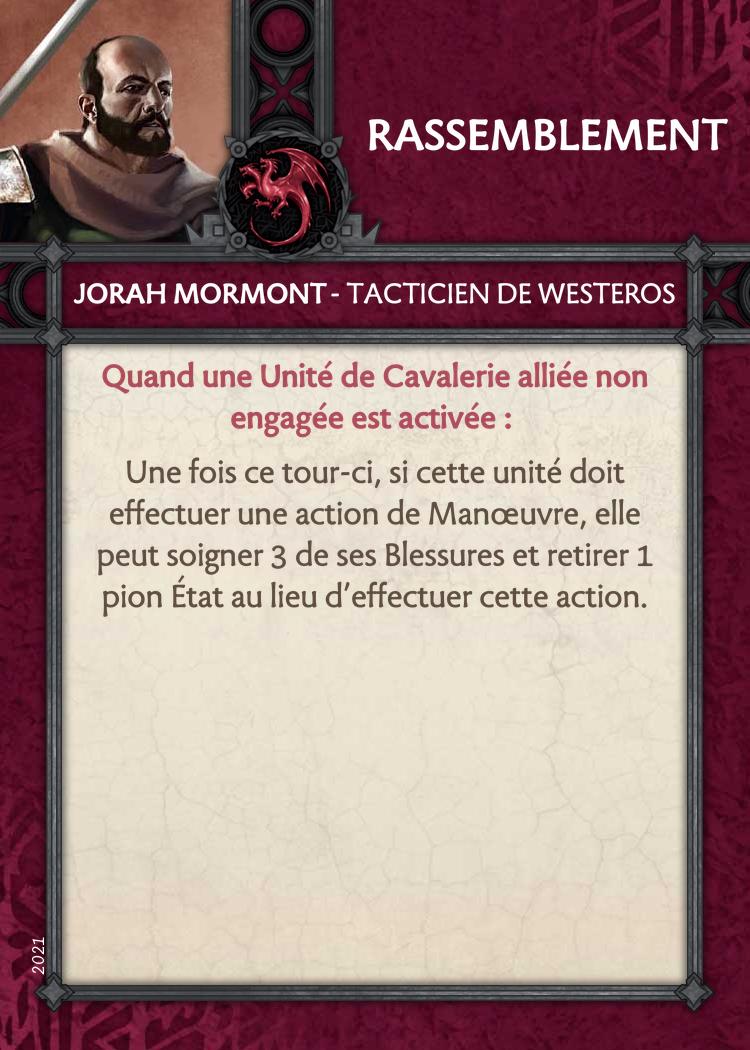 RASSEMBLEMENT
JORAH MORMONT - TACTICIEN DE WESTEROS
Quand une Unité de Cavalerie alliée non
engagée est activée :
Une fois ce tour-ci, si cette unité doit
effectuer une action de Manœuvre, elle
peut soigner 3 de ses Blessures et retirer 1
pion État au lieu d’effectuer cette action.
2021